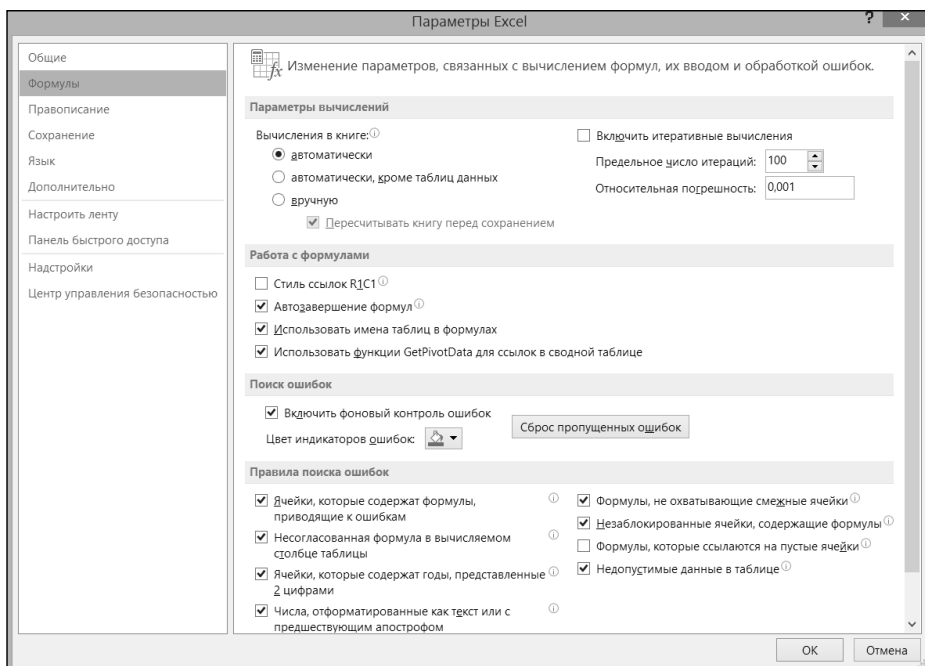 Параметры Excel
?
Общие
Формулы
Правописание
Сохранение
Язык
Дополнительно
Настроить ленту
Панель быстрого доступа
Надстройки
Центр управления безопасностью
Изменение параметров, связанных с вычислением формул, их вводом и обработкой ошибок.
Параметры вычислений
Вычисления в книге:
автоматически
автоматически, кроме таблиц данных
вручную
Пересчитывать книгу перед сохранением
Включить итеративные вычисления
Предельное число итераций: 100
Относительная погрешность: 0,001
Работа с формулами
Стиль ссылок R1C1
Автозавершение формул
Использовать имена таблиц в формулах
Использовать функции GetPivotData для ссылок в сводной таблице
Поиск ошибок
Включить фоновый контроль ошибок
Цвет индикаторов ошибок:
Сброс пропущенных ошибок
Правила поиска ошибок
Ячейки, которые содержат формулы,
приводящие к ошибкам
Несогласованная формула в вычисляемом
столбце таблицы
Ячейки, которые содержат годы, представленные
2 цифрами
Числа, отформатированные как текст или с
предшествующим апострофом
Формулы, не охватывающие смежные ячейки
Незаблокированные ячейки, содержащие формулы
Формулы, которые ссылаются на пустые ячейки
Недопустимые данные в таблице
ОК
Отмена